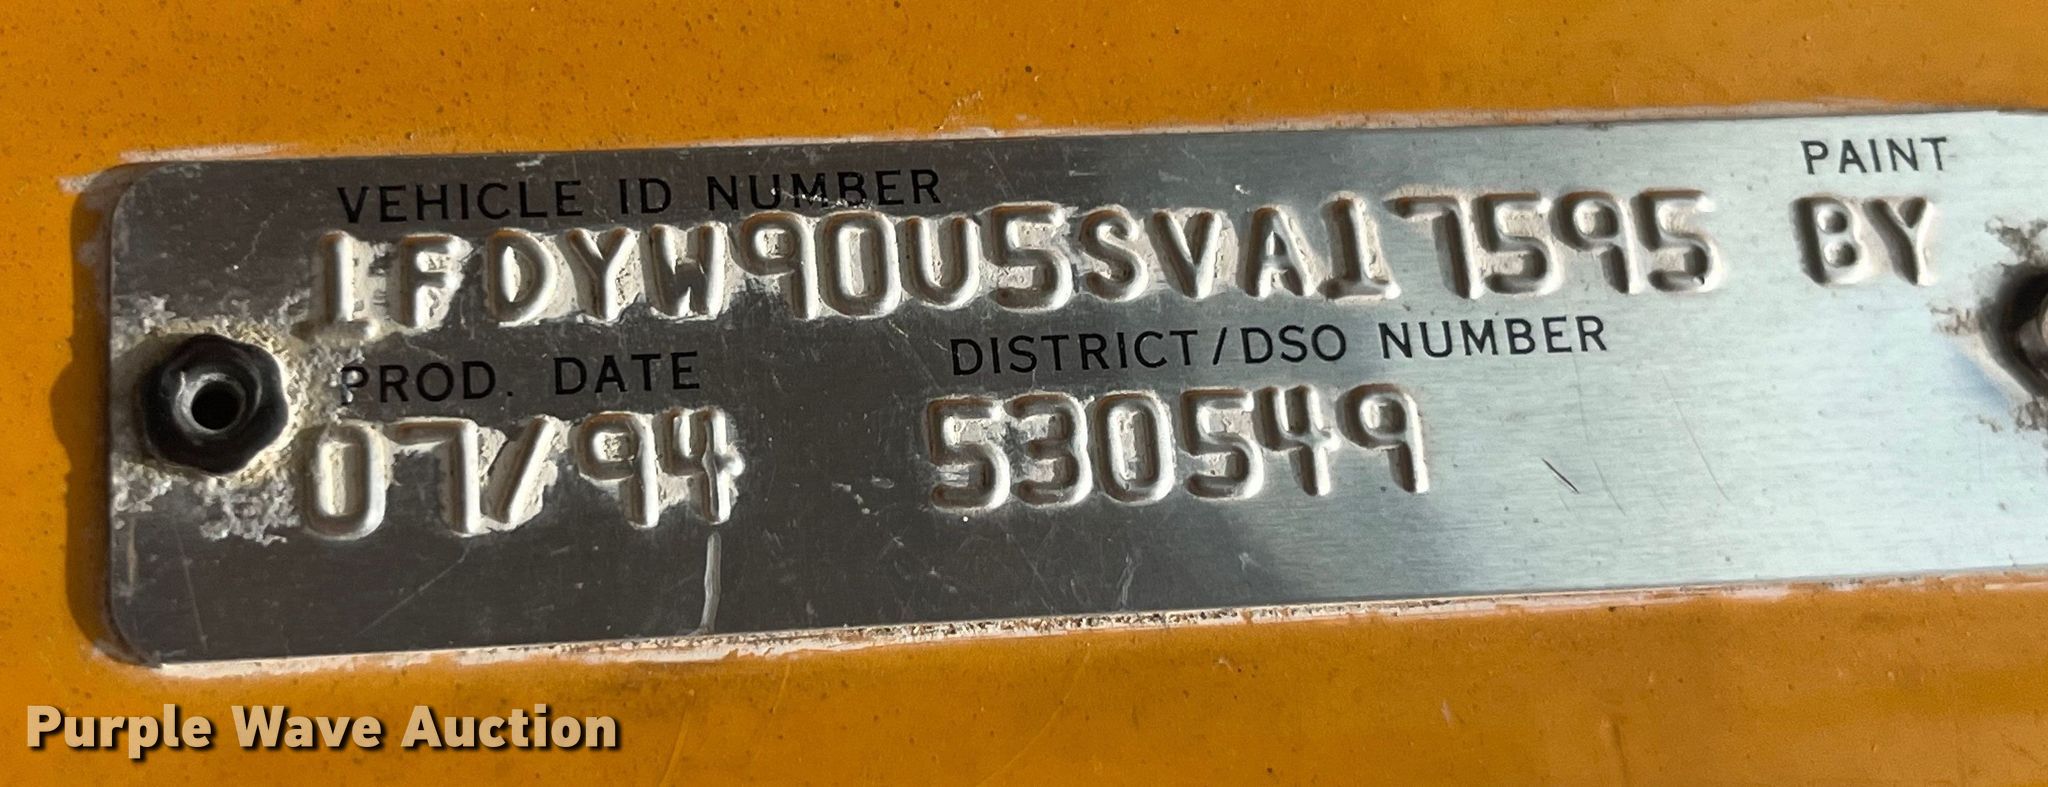 VEHICLE ID NUMBER PAINT
1FDYW90U5SVA17595 BY
PROD. DATE DISTRICT/DSO NUMBER
07/94 530549
Purple Wave Auction